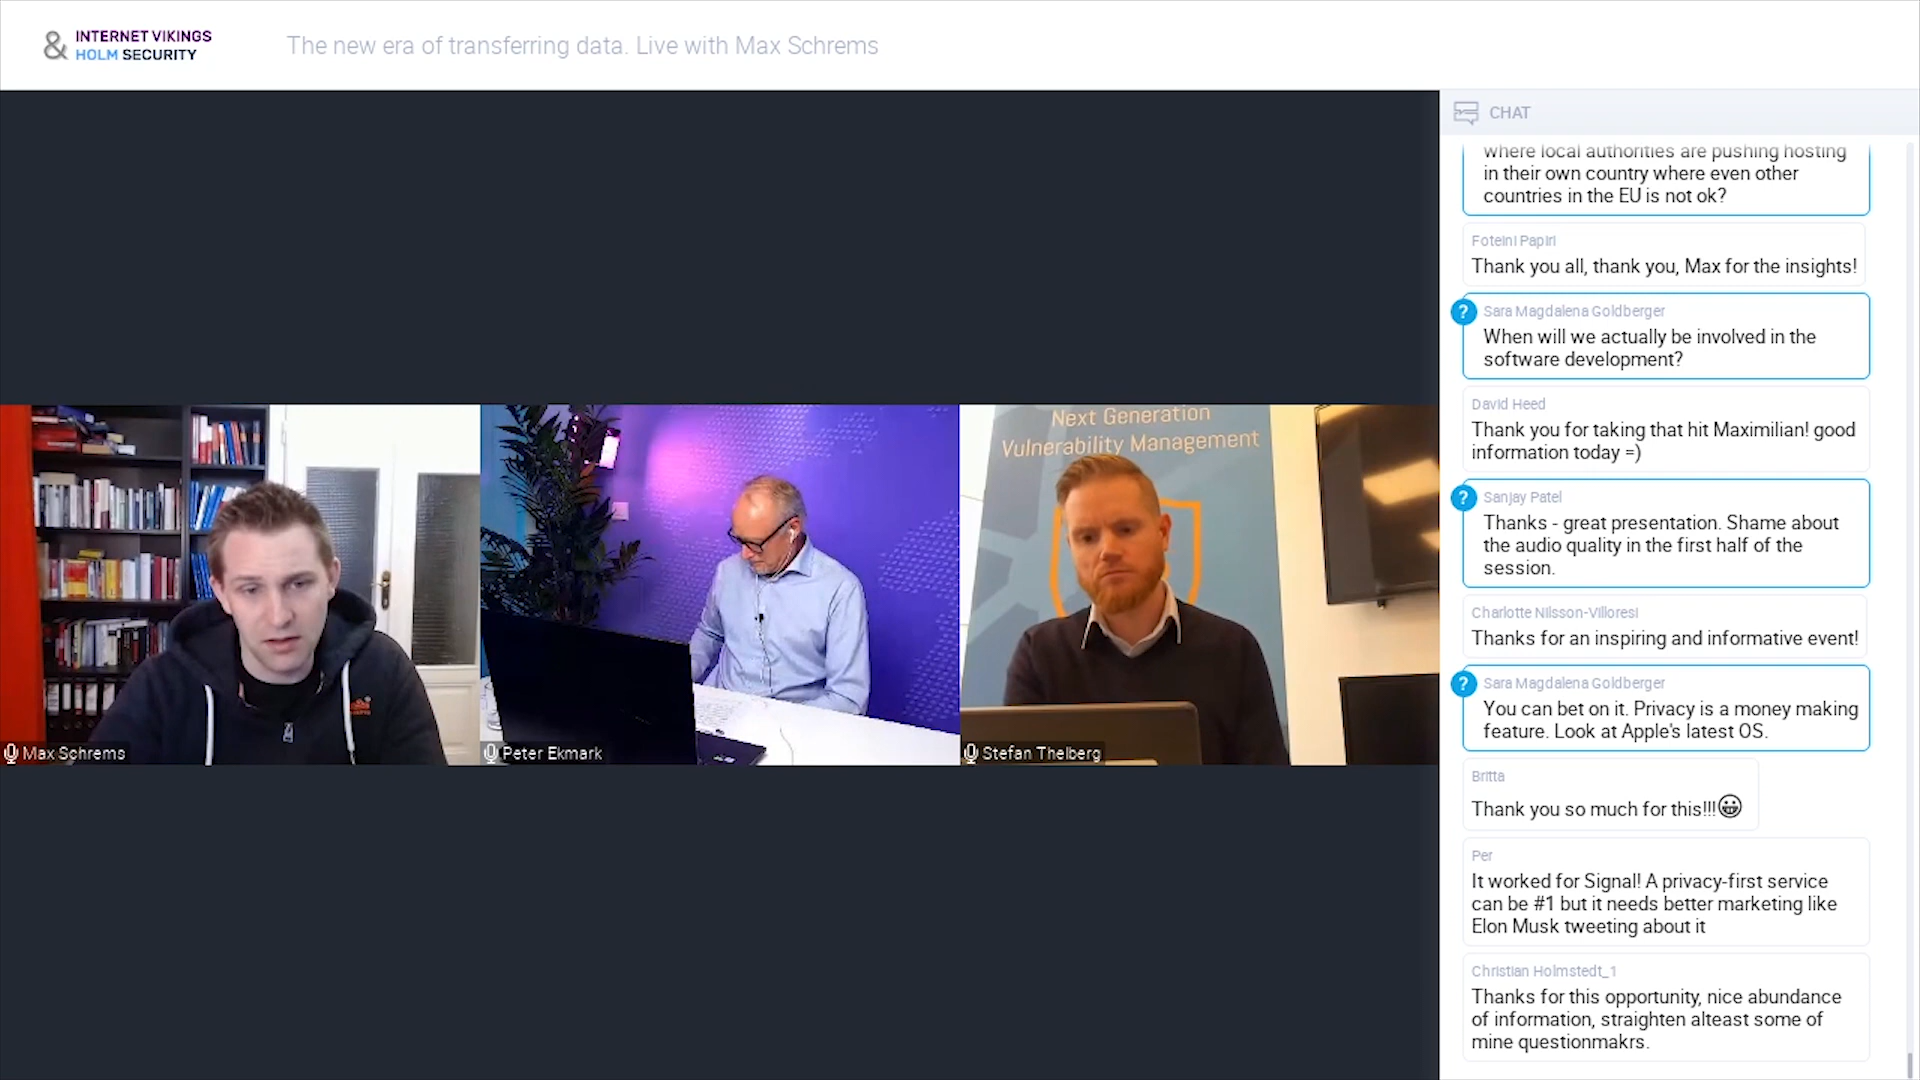 & INTERNET VIKINGS
HOLM SECURITY
The new era of transferring data. Live with Max Schrems
CHAT
where local authorities are pushing hosting
in their own country where even other
countries in the EU is not ok?
Foteini Papiri
Thank you all, thank you, Max for the insights!
?
Sara Magdalena Goldberger
When will we actually be involved in the
software development?
David Heed
Thank you for taking that hit Maximilian! good
information today =)
?
Sanjay Patel
Thanks - great presentation. Shame about
the audio quality in the first half of the
session.
Charlotte Nilsson-Villoresi
Thanks for an inspiring and informative event!
?
Sara Magdalena Goldberger
You can bet on it. Privacy is a money making
feature. Look at Apple's latest OS.
Britta
Thank you so much for this!!!😀
Per
It worked for Signal! A privacy-first service
can be #1 but it needs better marketing like
Elon Musk tweeting about it
Christian Holmstedt_1
Thanks for this opportunity, nice abundance
of information, straighten alteast some of
mine questionmakrs.
Next Generation
Vulnerability Management
Max Schrems
Peter Ekmark
Stefan Thelberg